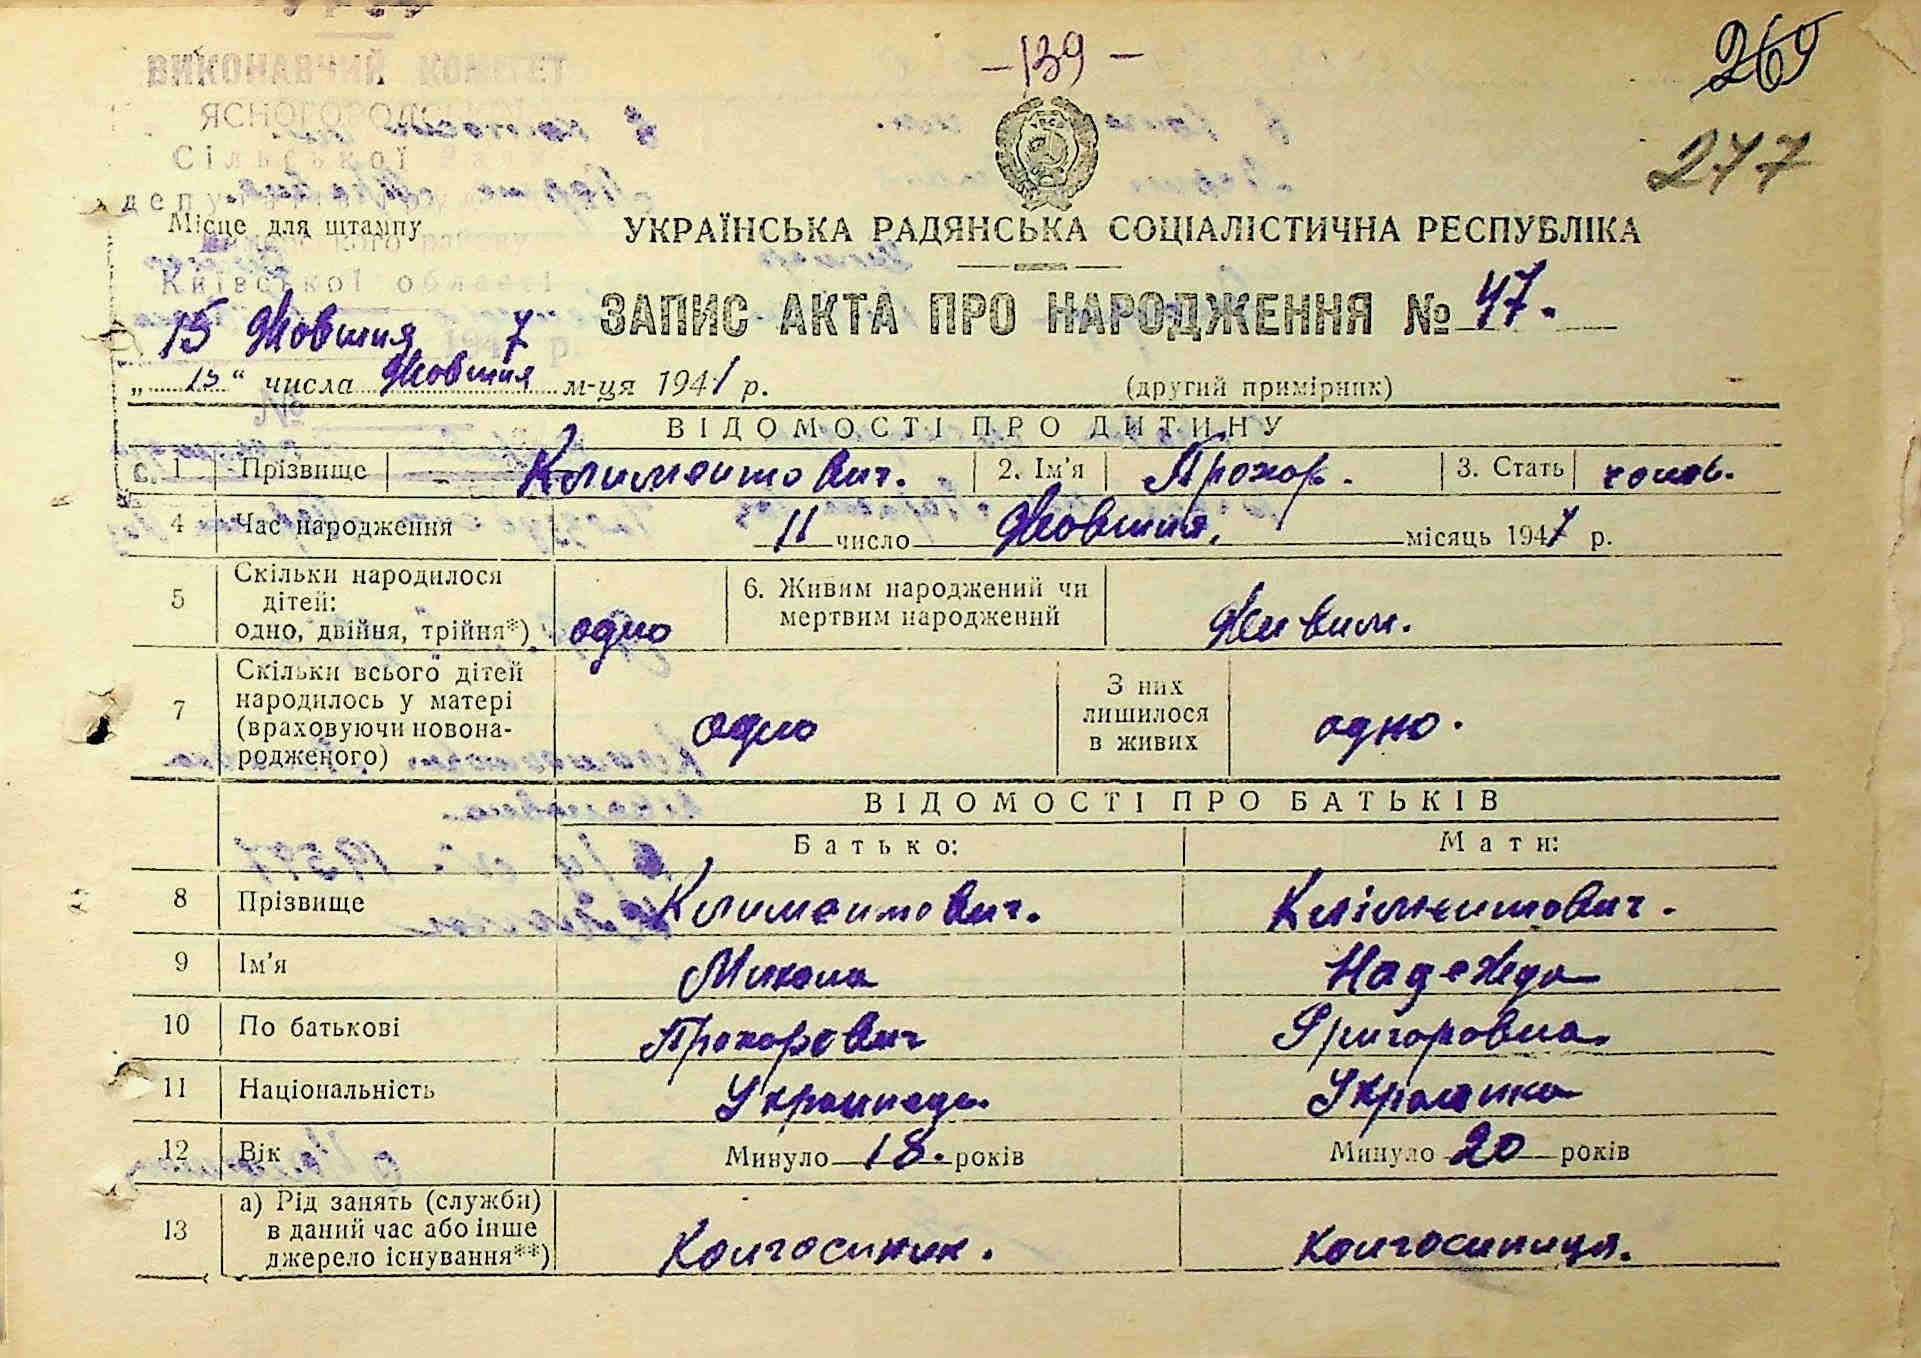 - 139 -
269
247
ВИКОНАВЧИЙ КОМІТЕТ
ЯСНОГОРОДСЬКОЇ
Сільської Ради
Місце для штампу
Київської області
УКРАЇНСЬКА РАДЯНСЬКА СОЦІАЛІСТИЧНА РЕСПУБЛІКА
ЗАПИС АКТА ПРО НАРОДЖЕННЯ № 47.
15 Жовтня 7
„ 15 “ числа Жовтня м-ця 1947 р. (другий примірник)
ВІДОМОСТІ ПРО ДИТИНУ
1 Прізвище Климентович. 2. Ім'я Прохор. 3. Стать чолов.
4 Час народження 11 число Жовтня, місяць 1947 р.
5 Скільки народилося дітей: одно, двійня, трійня*) одно 6. Живим народжений чи мертвим народжений Живим.
7 Скільки всього дітей народилось у матері (враховуючи новонародженого) одно З них лишилося в живих одно.
ВІДОМОСТІ ПРО БАТЬКІВ
Батько: Мати:
8 Прізвище Климентович. Кліментович.
9 Ім'я Микола Надежда
10 По батькові Прохорович Григоровна.
11 Національність Українець. Українка
12 Вік Минуло 18. років Минуло 20 років
13 а) Рід занять (служби) в даний час або інше джерело існування**) Колгоспник. колгоспниця.